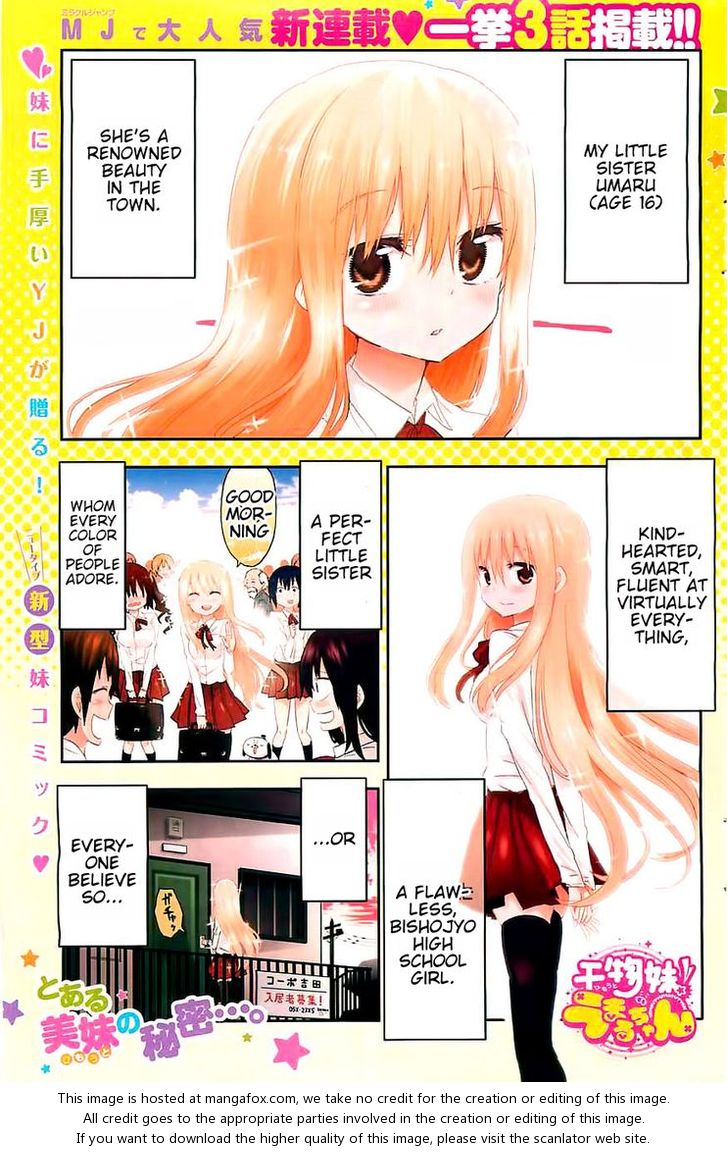 ミラクルジャンプ
MJで大人気新連載♥一挙3話掲載!!
♥妹に手厚いYJが贈る！
新型妹コミック♥
MY LITTLE
SISTER
UMARU
(AGE 16)
SHE'S A
RENOWNED
BEAUTY
IN THE
TOWN.
KIND-
HEARTED,
SMART,
FLUENT AT
VIRTUALLY
EVERY-
THING,
A PER-
FECT
LITTLE
SISTER
GOOD
MOR-
NING
WHOM
EVERY
COLOR
OF
PEOPLE
ADORE.
A FLAW-
LESS,
BISHOJYO
HIGH
SCHOOL
GIRL.
...OR
EVERY-
ONE
BELIEVE
SO...
ガチャッ
コーポ吉田
入居者募集!
とある
美妹の秘密…。
びもうと
干物妹!
うまるちゃん
This image is hosted at mangafox.com, we take no credit for the creation or editing of this image.
All credit goes to the appropriate parties involved in the creation or editing of this image.
If you want to download the higher quality of this image, please visit the scanlator web site.